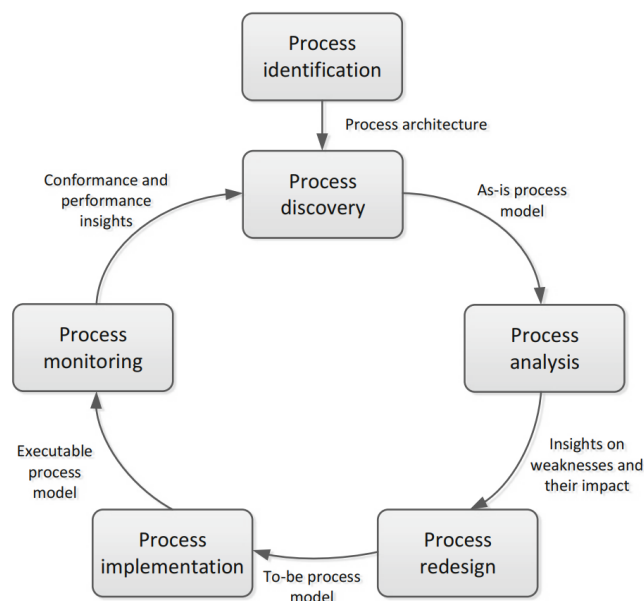 Process
identification
Process architecture
Process
discovery
As-is process
model
Process
analysis
Insights on
weaknesses and
their impact
Process
redesign
To-be process
model
Process
implementation
Executable
process
model
Process
monitoring
Conformance and
performance
insights